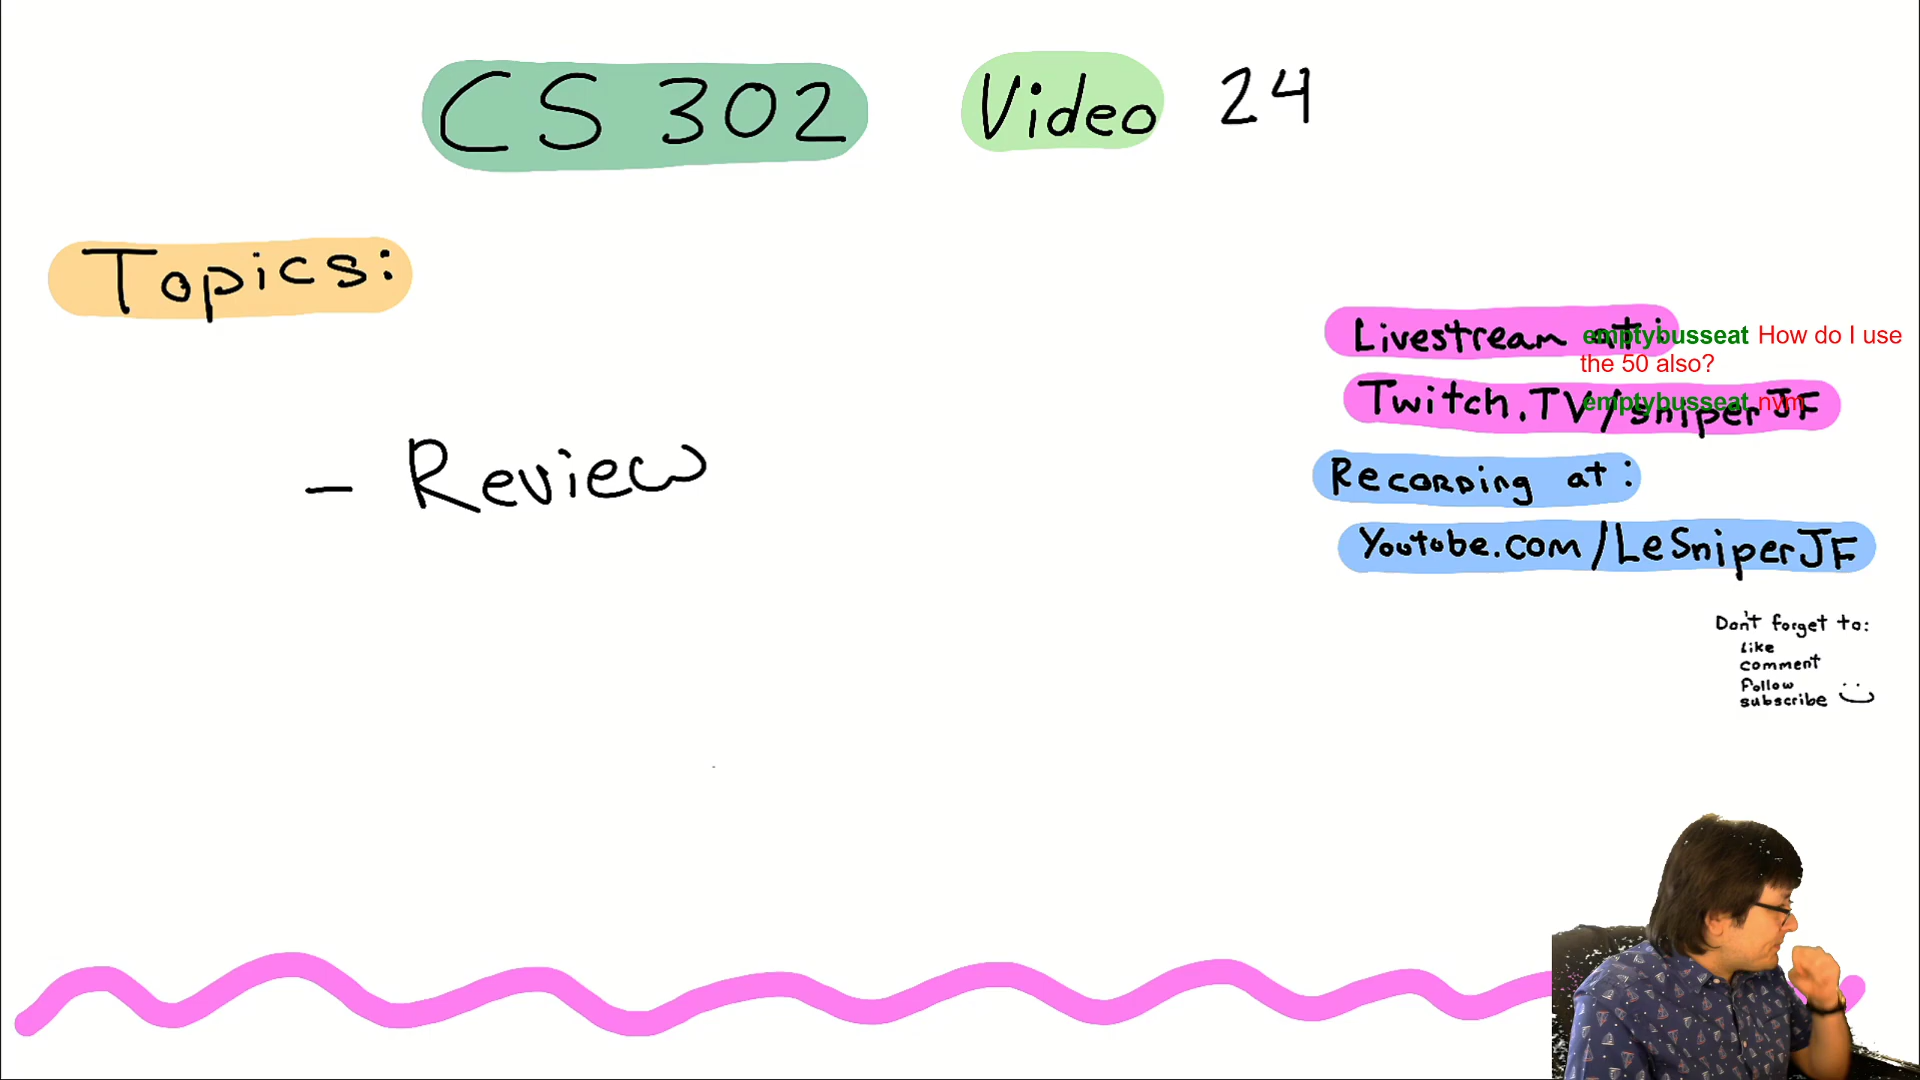 CS 302 Video 24
Topics:
- Review
Livestream at:
emptybusseat How do I use
the 50 also?
Twitch.TV/sniperJF
emptybusseat nvm
Recording at:
Youtube.com/LeSniperJF
Don't forget to:
Like
comment
follow
subscribe